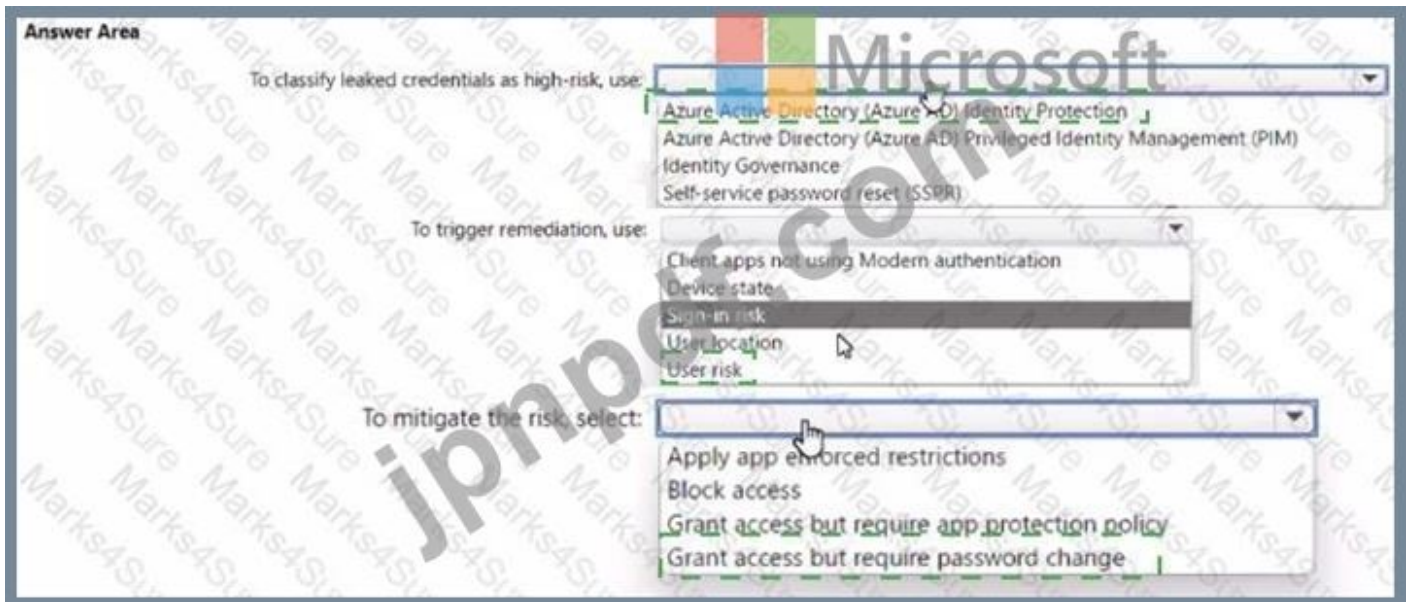 Answer Area
Microsoft
To classify leaked credentials as high-risk, use:
Azure Active Directory (Azure AD) Identity Protection
Azure Active Directory (Azure AD) Privileged Identity Management (PIM)
Identity Governance
Self-service password reset (SSPR)
To trigger remediation, use:
Client apps not using Modern authentication
Device state
Sign-in risk
User location
User risk
To mitigate the risk, select:
Apply app enforced restrictions
Block access
Grant access but require app protection policy
Grant access but require password change
jpnpdf.com
Marks4Sure